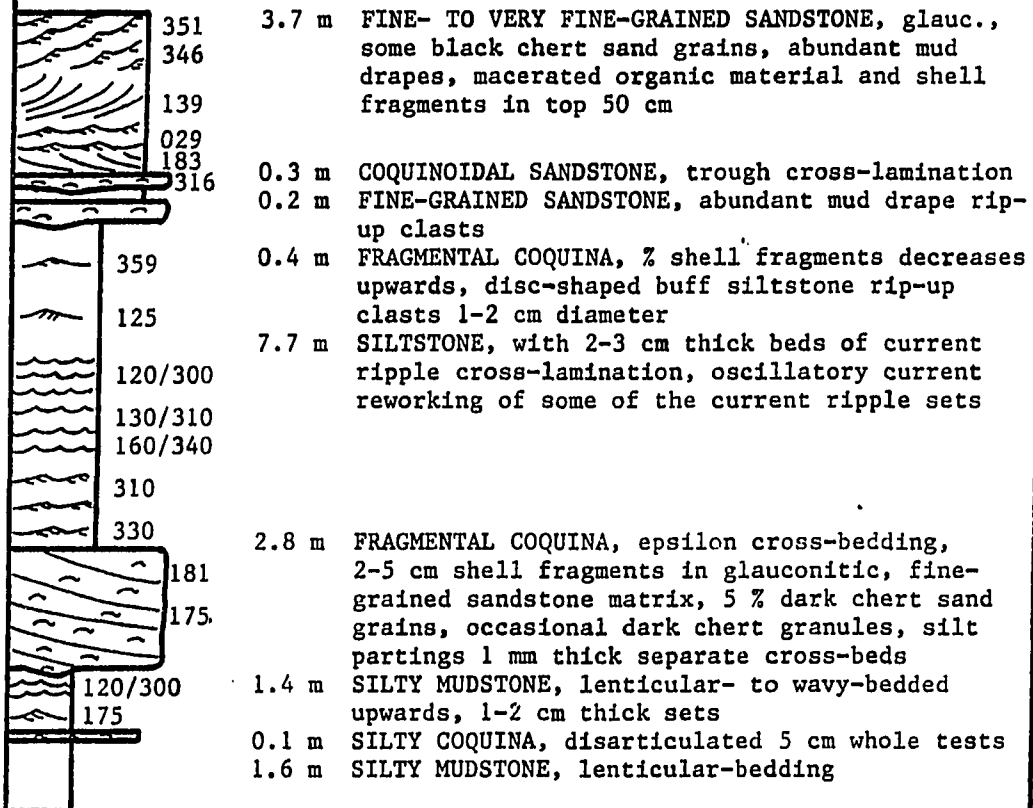 351
3.7 m FINE- TO VERY FINE-GRAINED SANDSTONE, glauc.,
346
some black chert sand grains, abundant mud
drapes, macerated organic material and shell
139
fragments in top 50 cm
029
183
316
0.3 m COQUINOIDAL SANDSTONE, trough cross-lamination
0.2 m FINE-GRAINED SANDSTONE, abundant mud drape rip-
up clasts
359
0.4 m FRAGMENTAL COQUINA, % shell fragments decreases
upwards, disc-shaped buff siltstone rip-up
125
clasts 1-2 cm diameter
7.7 m SILTSTONE, with 2-3 cm thick beds of current
120/300
ripple cross-lamination, oscillatory current
130/310
reworking of some of the current ripple sets
160/340
310
330
2.8 m FRAGMENTAL COQUINA, epsilon cross-bedding,
181
2-5 cm shell fragments in glauconitic, fine-
175
grained sandstone matrix, 5 % dark chert sand
grains, occasional dark chert granules, silt
partings 1 mm thick separate cross-beds
120/300
1.4 m SILTY MUDSTONE, lenticular- to wavy-bedded
175
upwards, 1-2 cm thick sets
0.1 m SILTY COQUINA, disarticulated 5 cm whole tests
1.6 m SILTY MUDSTONE, lenticular-bedding